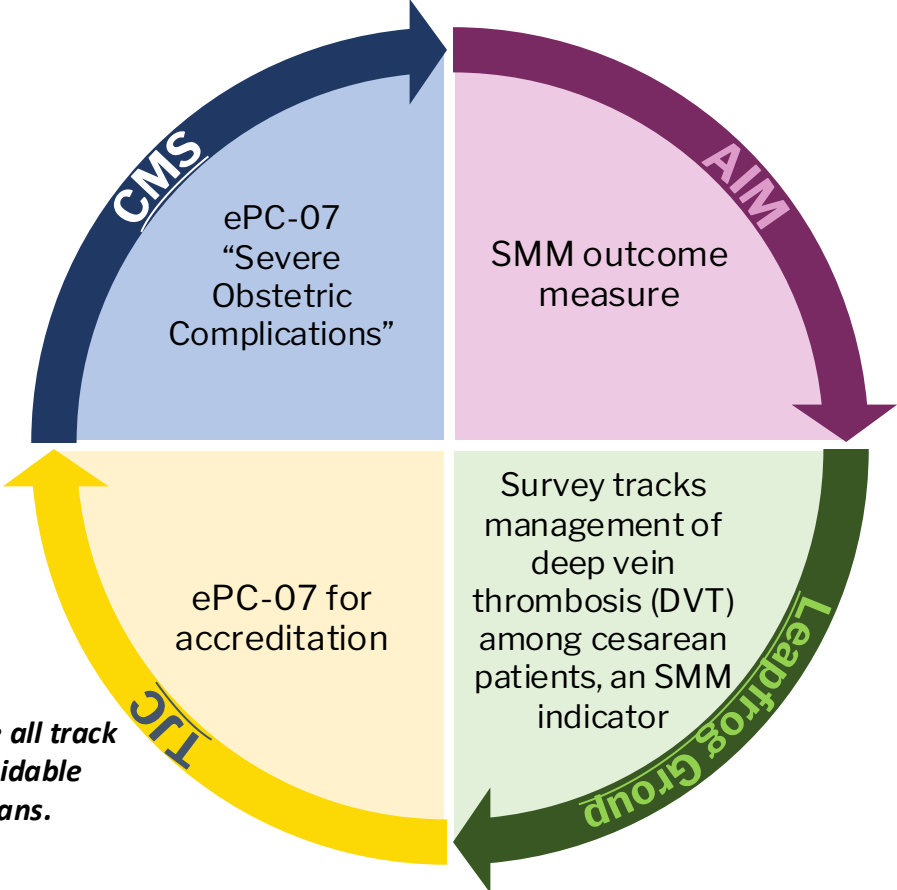 CMS
ePC-07
“Severe
Obstetric
Complications”
AIM
SMM outcome
measure
Leapfrog Group
Survey tracks
management of
deep vein
thrombosis (DVT)
among cesarean
patients, an SMM
indicator
TJC
ePC-07 for
accreditation
all track
idable
ans.